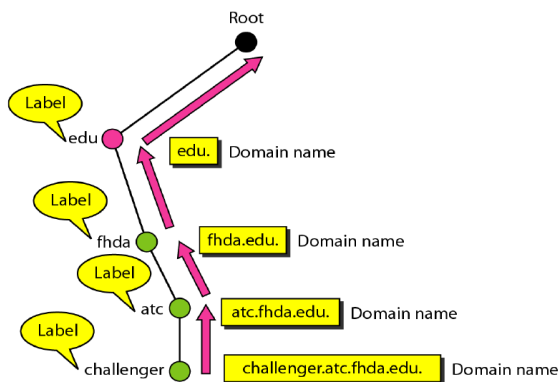 Root
Label
edu
edu. Domain name
Label
fhda
fhda.edu. Domain name
Label
atc
atc.fhda.edu. Domain name
Label
challenger
challenger.atc.fhda.edu. Domain name